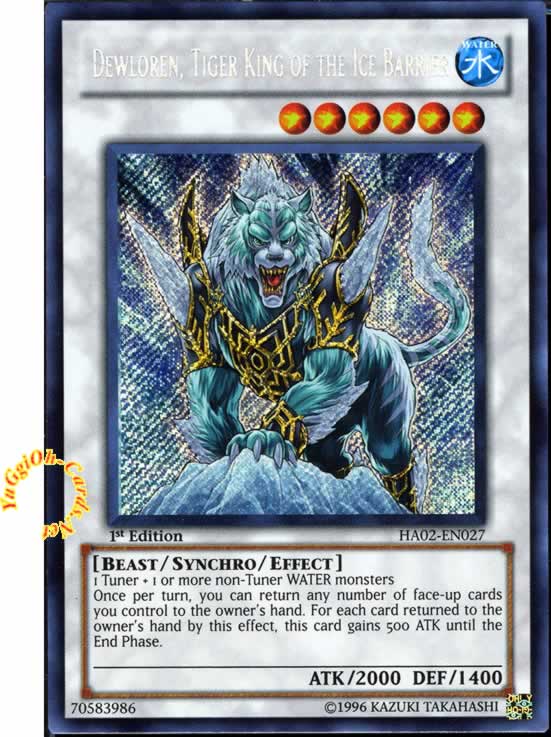 DEWLOREN, TIGER KING OF THE ICE BARRIER
WATER
水
1st Edition
HA02-EN027
YuGgiOh-Cards.Net
[BEAST/SYNCHRO/EFFECT]
1 Tuner + 1 or more non-Tuner WATER monsters
Once per turn, you can return any number of face-up cards
you control to the owner's hand. For each card returned to the
owner's hand by this effect, this card gains 500 ATK until the
End Phase.
ATK/2000 DEF/1400
70583986
©1996 KAZUKI TAKAHASHI